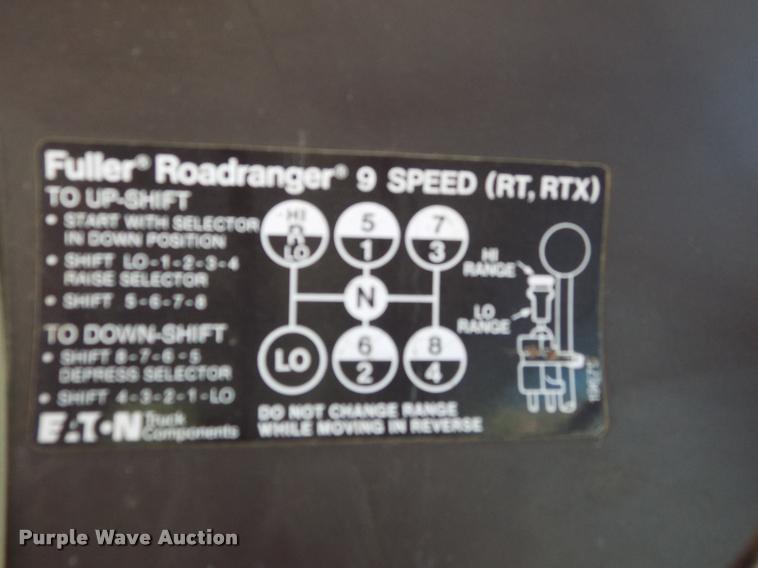 Fuller® Roadranger® 9 SPEED (RT, RTX)
TO UP-SHIFT
• START WITH SELECTOR
IN DOWN POSITION
• SHIFT LO-1-2-3-4
RAISE SELECTOR
• SHIFT 5-6-7-8
TO DOWN-SHIFT
• SHIFT 8-7-6-5
DEPRESS SELECTOR
• SHIFT 4-3-2-1-LO
EATON Truck
Components
HI
R
LO
5
1
7
3
N
LO
6
2
8
4
DO NOT CHANGE RANGE
WHILE MOVING IN REVERSE
HI
RANGE
LO
RANGE
Purple Wave Auction